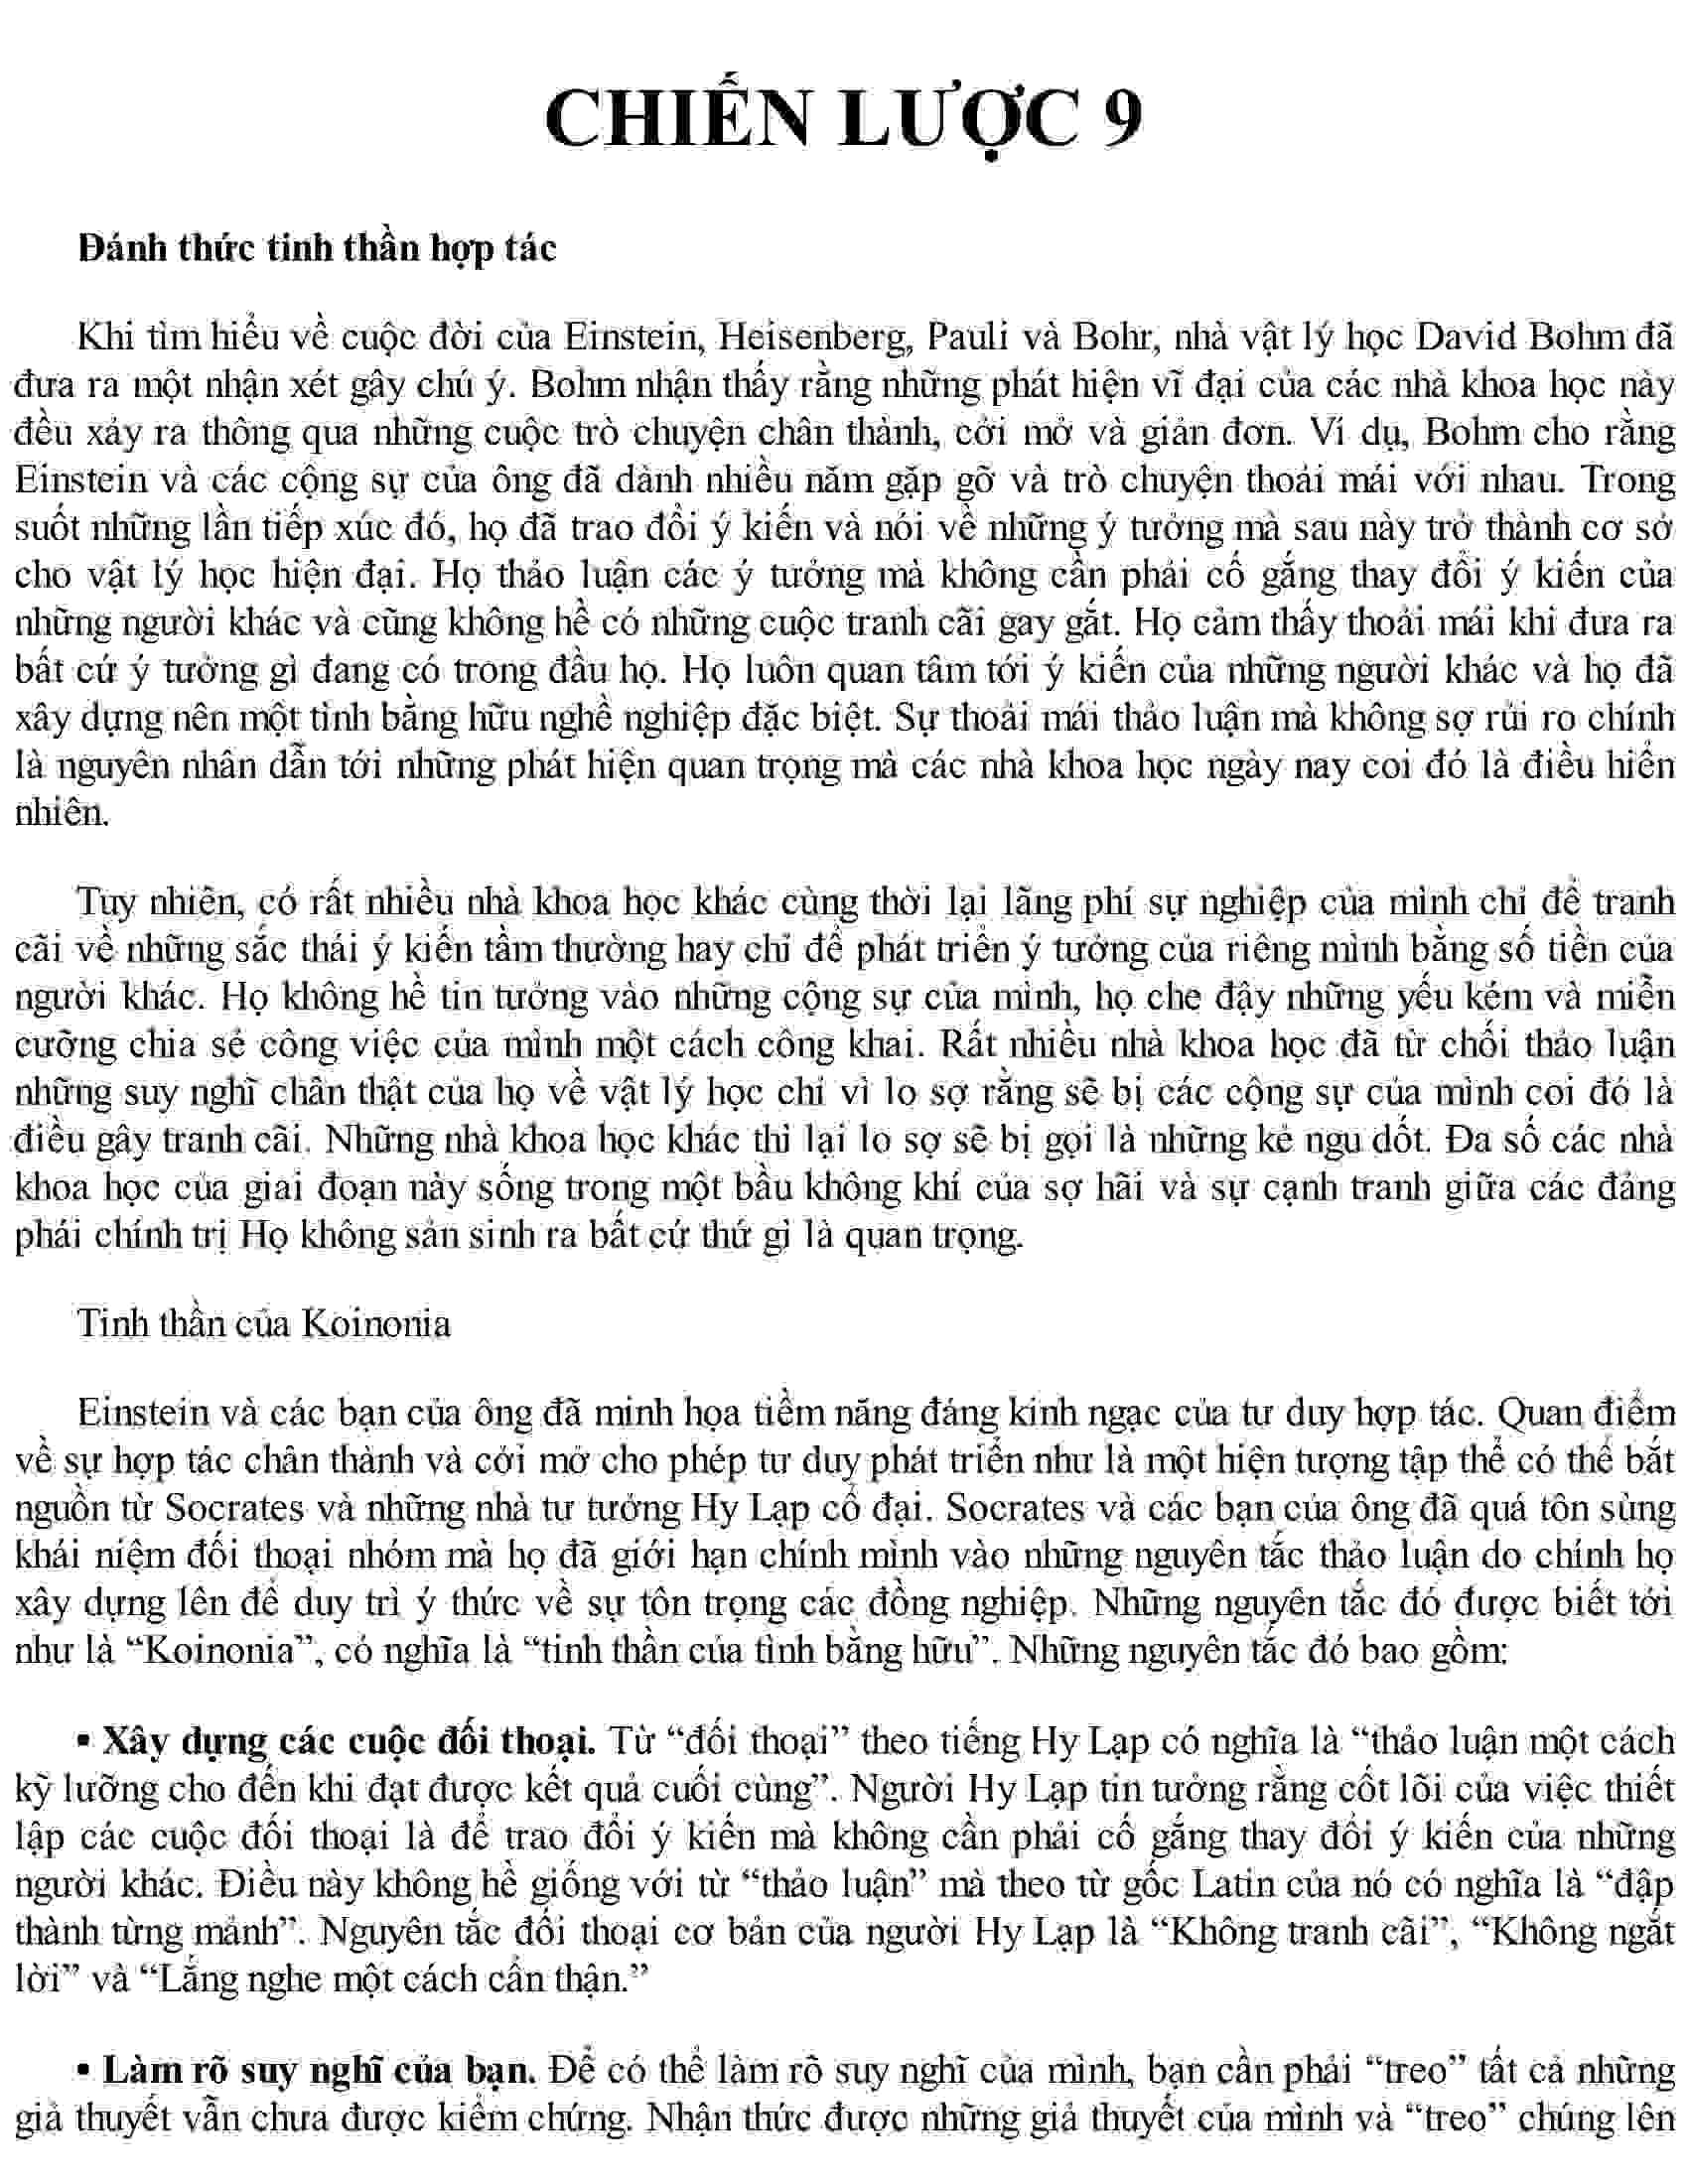 CHIẾN LƯỢC 9
Đánh thức tinh thần hợp tác
Khi tìm hiểu về cuộc đời của Einstein, Heisenberg, Pauli và Bohr, nhà vật lý học David Bohm đã
đưa ra một nhận xét gây chú ý. Bohm nhận thấy rằng những phát hiện vĩ đại của các nhà khoa học này
đều xảy ra thông qua những cuộc trò chuyện chân thành, cởi mở và giản đơn. Ví dụ, Bohm cho rằng
Einstein và các cộng sự của ông đã dành nhiều năm gặp gỡ và trò chuyện thoải mái với nhau. Trong
suốt những lần tiếp xúc đó, họ đã trao đổi ý kiến và nói về những ý tưởng mà sau này trở thành cơ sở
cho vật lý học hiện đại. Họ thảo luận các ý tưởng mà không cần phải cố gắng thay đổi ý kiến của
những người khác và cũng không hề có những cuộc tranh cãi gay gắt. Họ cảm thấy thoải mái khi đưa ra
bất cứ ý tưởng gì đang có trong đầu họ. Họ luôn quan tâm tới ý kiến của những người khác và họ đã
xây dựng nên một tình bằng hữu nghề nghiệp đặc biệt. Sự thoải mái thảo luận mà không sợ rủi ro chính
là nguyên nhân dẫn tới những phát hiện quan trọng mà các nhà khoa học ngày nay coi đó là điều hiển
nhiên.
Tuy nhiên, có rất nhiều nhà khoa học khác cùng thời lại lãng phí sự nghiệp của mình chỉ để tranh
cãi về những sắc thái ý kiến tầm thường hay chỉ để phát triển ý tưởng của riêng mình bằng số tiền của
người khác. Họ không hề tin tưởng vào những cộng sự của mình, họ che đậy những yếu kém và miễn
cưỡng chia sẻ công việc của mình một cách công khai. Rất nhiều nhà khoa học đã từ chối thảo luận
những suy nghĩ chân thật của họ về vật lý học chỉ vì lo sợ rằng sẽ bị các cộng sự của mình coi đó là
điều gây tranh cãi. Những nhà khoa học khác thì lại lo sợ sẽ bị gọi là những kẻ ngu dốt. Đa số các nhà
khoa học của giai đoạn này sống trong một bầu không khí của sợ hãi và sự cạnh tranh giữa các đảng
phái chính trị Họ không sản sinh ra bất cứ thứ gì là quan trọng.
Tinh thần của Koinonia
Einstein và các bạn của ông đã minh họa tiềm năng đáng kinh ngạc của tư duy hợp tác. Quan điểm
về sự hợp tác chân thành và cởi mở cho phép tư duy phát triển như là một hiện tượng tập thể có thể bắt
nguồn từ Socrates và những nhà tư tưởng Hy Lạp cổ đại. Socrates và các bạn của ông đã quá tôn sùng
khái niệm đối thoại nhóm mà họ đã giới hạn chính mình vào những nguyên tắc thảo luận do chính họ
xây dựng lên để duy trì ý thức về sự tôn trọng các đồng nghiệp. Những nguyên tắc đó được biết tới
như là “Koinonia”, có nghĩa là “tinh thần của tình bằng hữu”. Những nguyên tắc đó bao gồm:
▪ Xây dựng các cuộc đối thoại. Từ “đối thoại” theo tiếng Hy Lạp có nghĩa là “thảo luận một cách
kỹ lưỡng cho đến khi đạt được kết quả cuối cùng”. Người Hy Lạp tin tưởng rằng cốt lõi của việc thiết
lập các cuộc đối thoại là để trao đổi ý kiến mà không cần phải cố gắng thay đổi ý kiến của những
người khác. Điều này không hề giống với từ “thảo luận” mà theo từ gốc Latin của nó có nghĩa là “đập
thành từng mảnh”. Nguyên tắc đối thoại cơ bản của người Hy Lạp là “Không tranh cãi”, “Không ngắt
lời” và “Lắng nghe một cách cẩn thận.”
▪ Làm rõ suy nghĩ của bạn. Để có thể làm rõ suy nghĩ của mình, bạn cần phải “treo” tất cả những
giả thuyết vẫn chưa được kiểm chứng. Nhận thức được những giả thuyết của mình và “treo” chúng lên